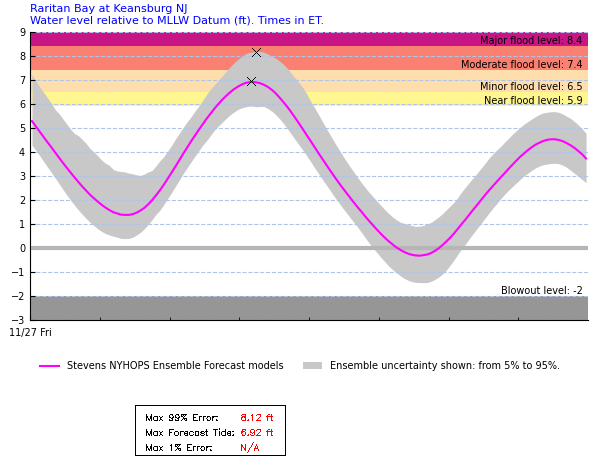 Raritan Bay at Keansburg NJ
Water level relative to MLLW Datum (ft). Times in ET.
9
Major flood level: 8.4
8
Moderate flood level: 7.4
7
Minor flood level: 6.5
6
Near flood level: 5.9
5
4
3
2
1
0
−1
Blowout level: -2
−2
−3
11/27 Fri
Stevens NYHOPS Ensemble Forecast models
Ensemble uncertainty shown: from 5% to 95%.
Max 99% Error: 8.12 ft
Max Forecast Tide: 6.92 ft
Max 1% Error: N/A